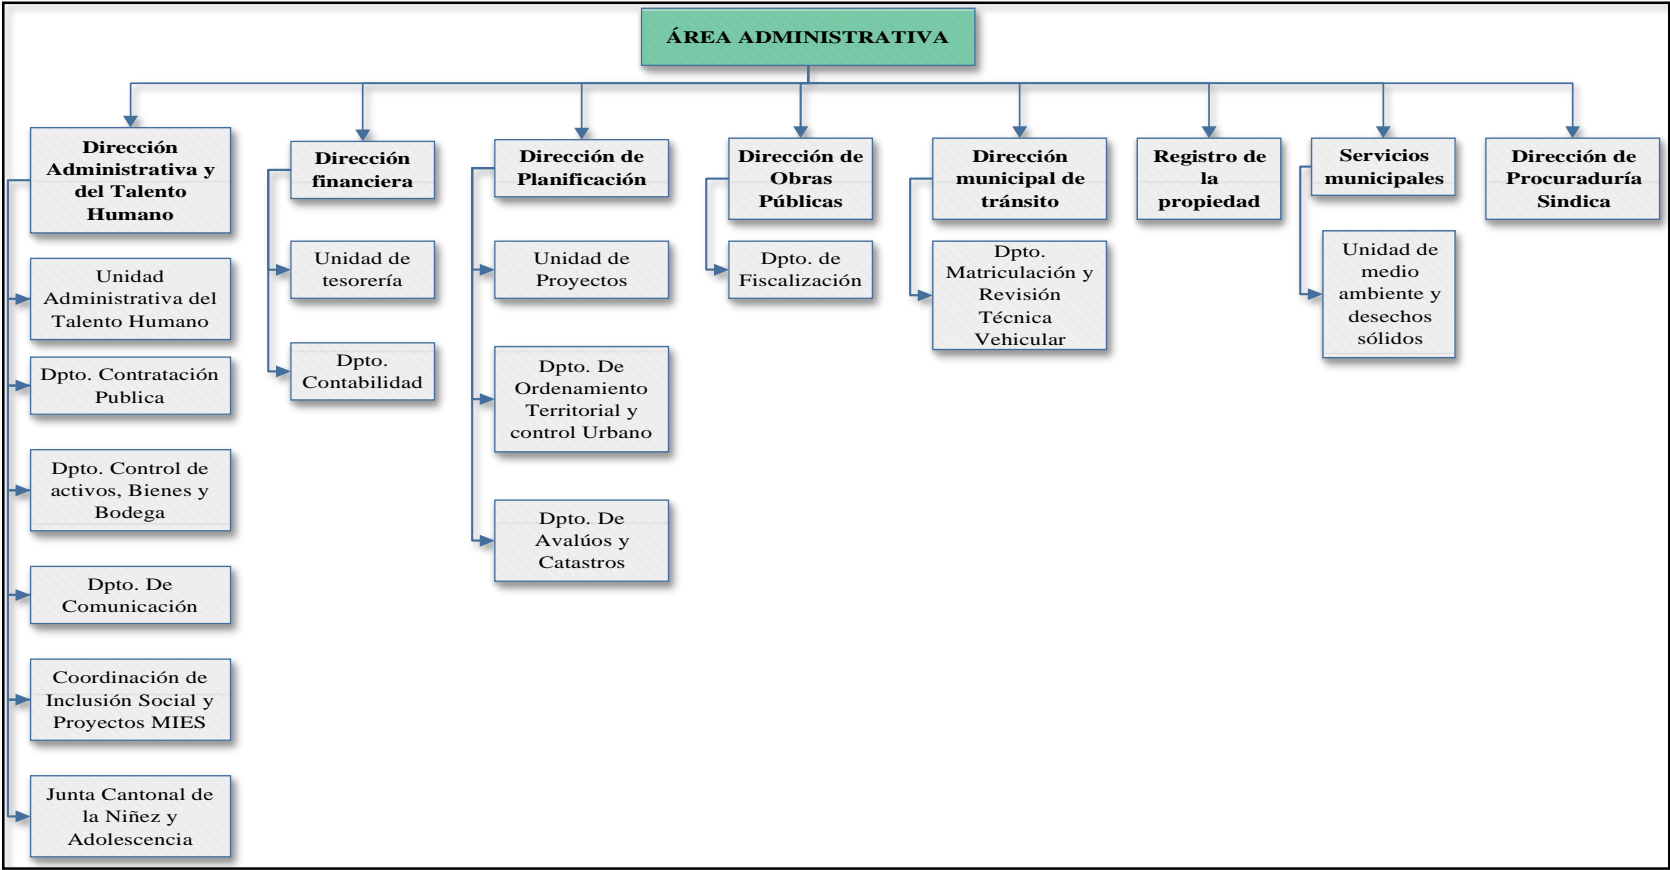 ÁREA ADMINISTRATIVA
Dirección
Administrativa y
del Talento
Humano
Unidad
Administrativa del
Talento Humano
Dpto. Contratación
Publica
Dpto. Control de
activos, Bienes y
Bodega
Dpto. De
Comunicación
Coordinación de
Inclusión Social y
Proyectos MIES
Junta Cantonal de
la Niñez y
Adolescencia
Dirección
financiera
Unidad de
tesorería
Dpto.
Contabilidad
Dirección de
Planificación
Unidad de
Proyectos
Dpto. De
Ordenamiento
Territorial y
control Urbano
Dpto. De
Avalúos y
Catastros
Dirección de
Obras
Públicas
Dpto. de
Fiscalización
Dirección
municipal de
tránsito
Dpto.
Matriculación y
Revisión
Técnica
Vehicular
Registro de
la
propiedad
Servicios
municipales
Unidad de
medio
ambiente y
desechos
sólidos
Dirección de
Procuraduría
Sindica